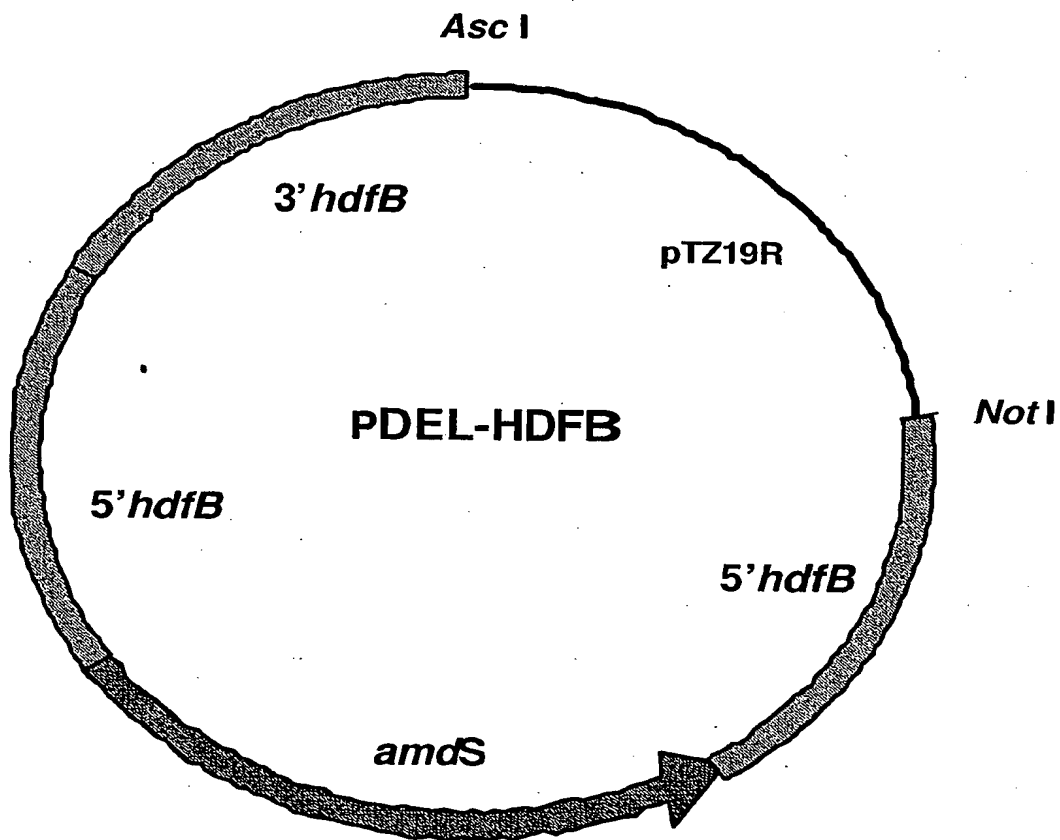 Asc I
3' hdfB
pTZ19R
pDEL-HDFB
Not I
5' hdfB
5' hdfB
amdS